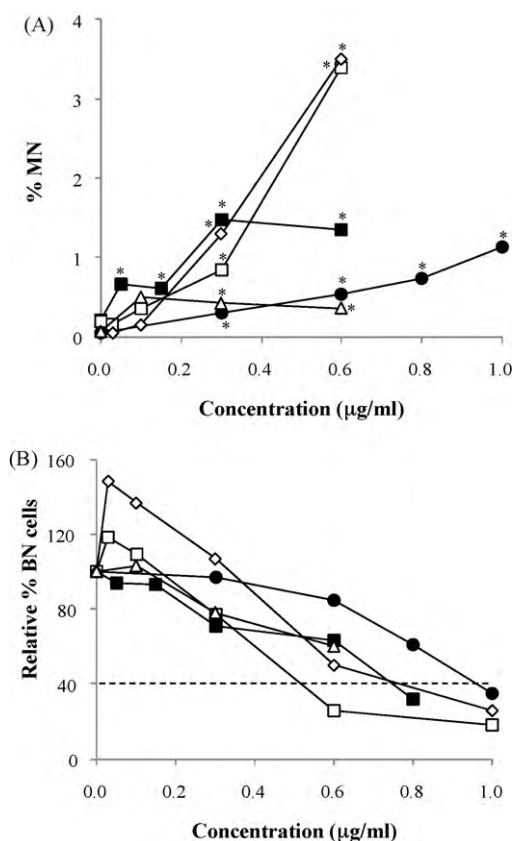 (A)
% MN
4
3
2
1
0
* * * * * * * * * * * * *
0.0 0.2 0.4 0.6 0.8 1.0
Concentration (µg/ml)
(B)
Relative % BN cells
160
120
80
40
0
0.0 0.2 0.4 0.6 0.8 1.0
Concentration (µg/ml)